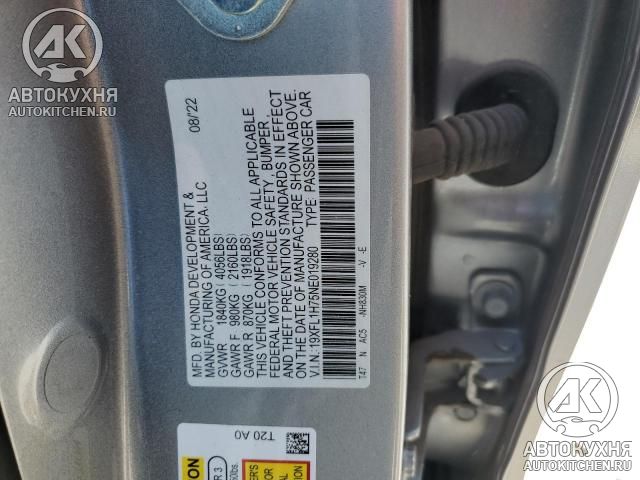 AK
АВТОКУХНЯ
AUTOKITCHEN.RU
MFD. BY HONDA DEVELOPMENT & 08/'22
MANUFACTURING OF AMERICA, LLC
GVWR 1840KG (4056LBS)
GAWR F 980KG (2160LBS)
GAWR R 870KG (1918LBS)
THIS VEHICLE CONFORMS TO ALL APPLICABLE
FEDERAL MOTOR VEHICLE SAFETY, BUMPER,
AND THEFT PREVENTION STANDARDS IN EFFECT
ON THE DATE OF MANUFACTURE SHOWN ABOVE.
V.I.N.:19XFL1H75NE019280 TYPE: PASSENGER CAR
T47 N AC5 -NH830M -V -E
T20 A0
AK
АВТОКУХНЯ
AUTOKITCHEN.RU